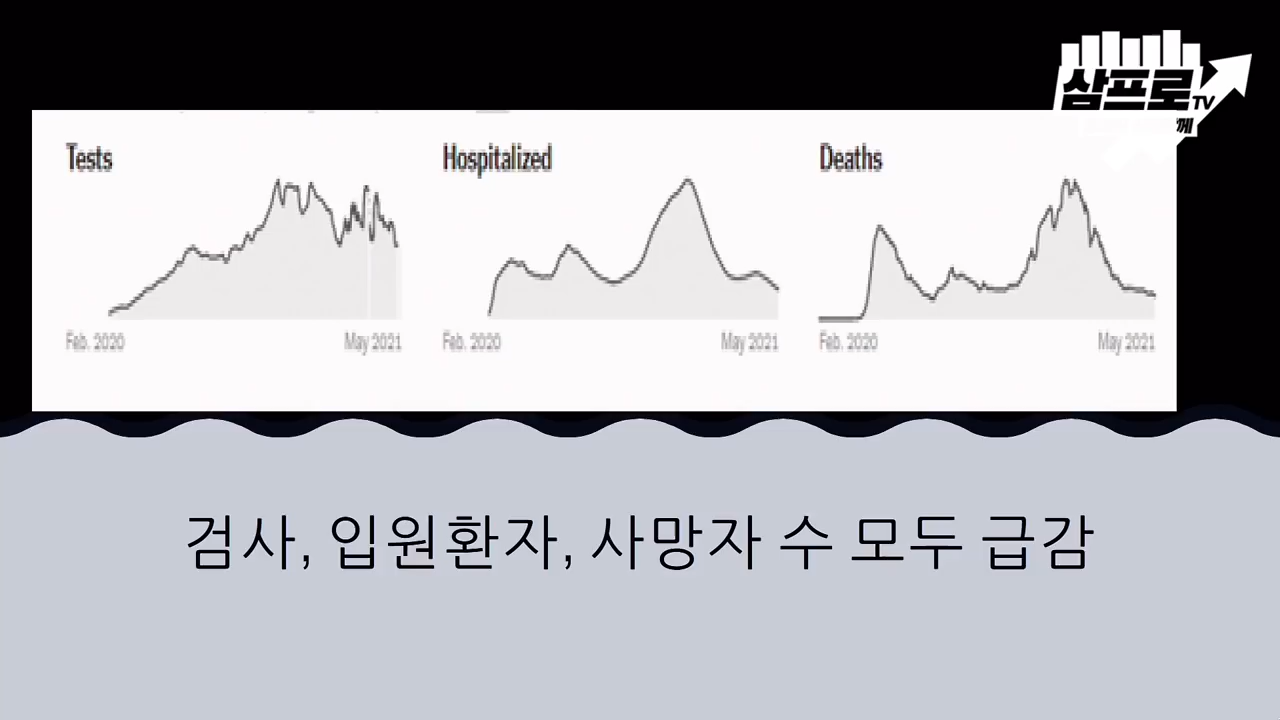 삼프로TV
께
Tests
Hospitalized
Deaths
Feb. 2020
May 2021
Feb. 2020
May 2021
Feb. 2020
May 2021
검사, 입원환자, 사망자 수 모두 급감